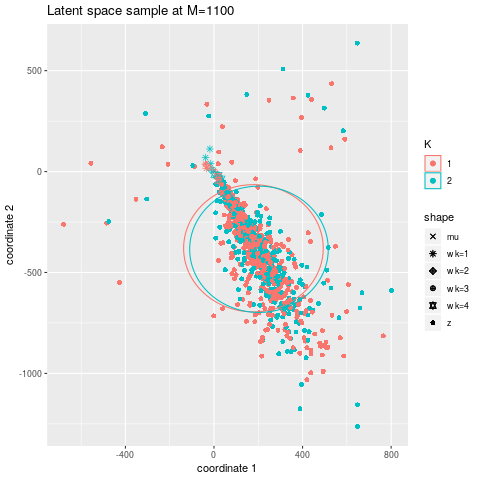 Latent space sample at M=1100
500
0
-500
-1000
-400
0
400
800
coordinate 1
coordinate 2
K
1
2
shape
mu
w k=1
w k=2
w k=3
w k=4
z